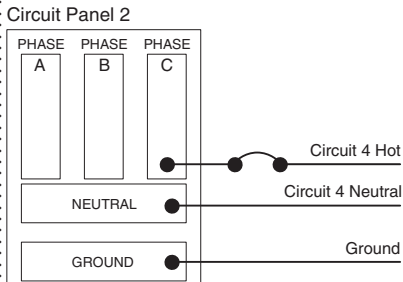 Circuit Panel 2
PHASE PHASE PHASE
A B C
Circuit 4 Hot
Circuit 4 Neutral
NEUTRAL
Ground
GROUND